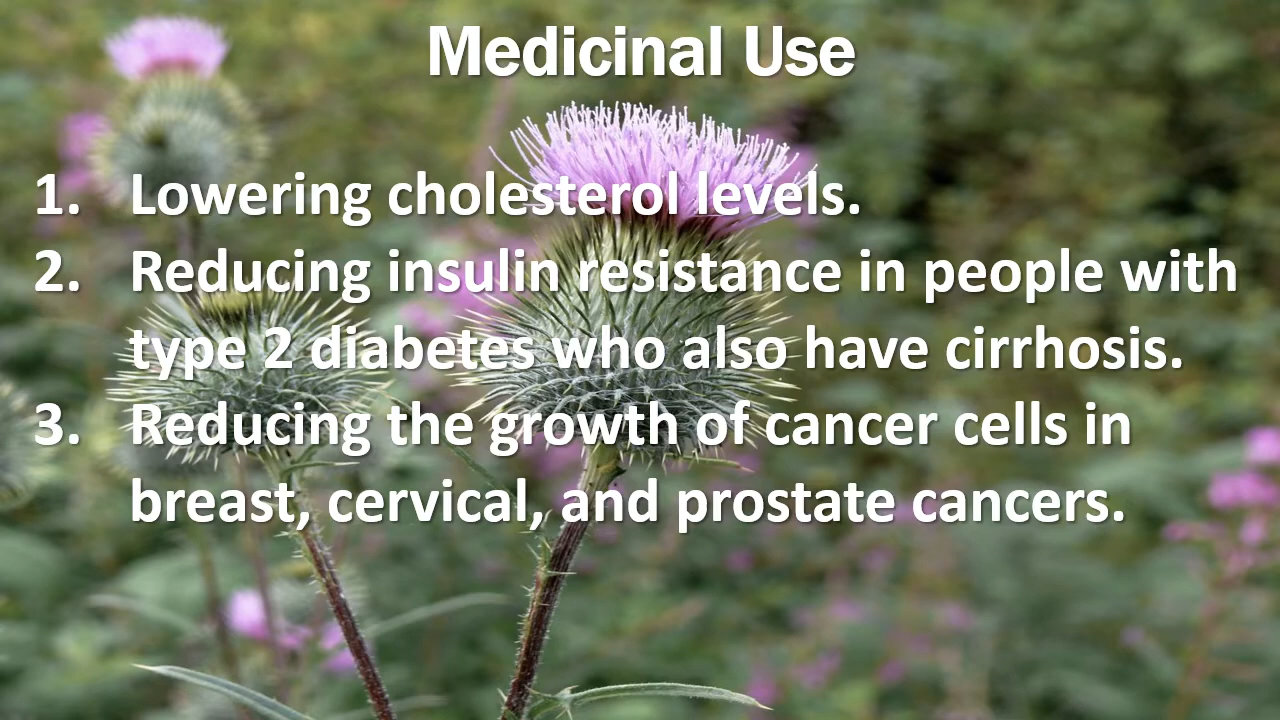 Medicinal Use
1. Lowering cholesterol levels.
2. Reducing insulin resistance in people with
type 2 diabetes who also have cirrhosis.
3. Reducing the growth of cancer cells in
breast, cervical, and prostate cancers.